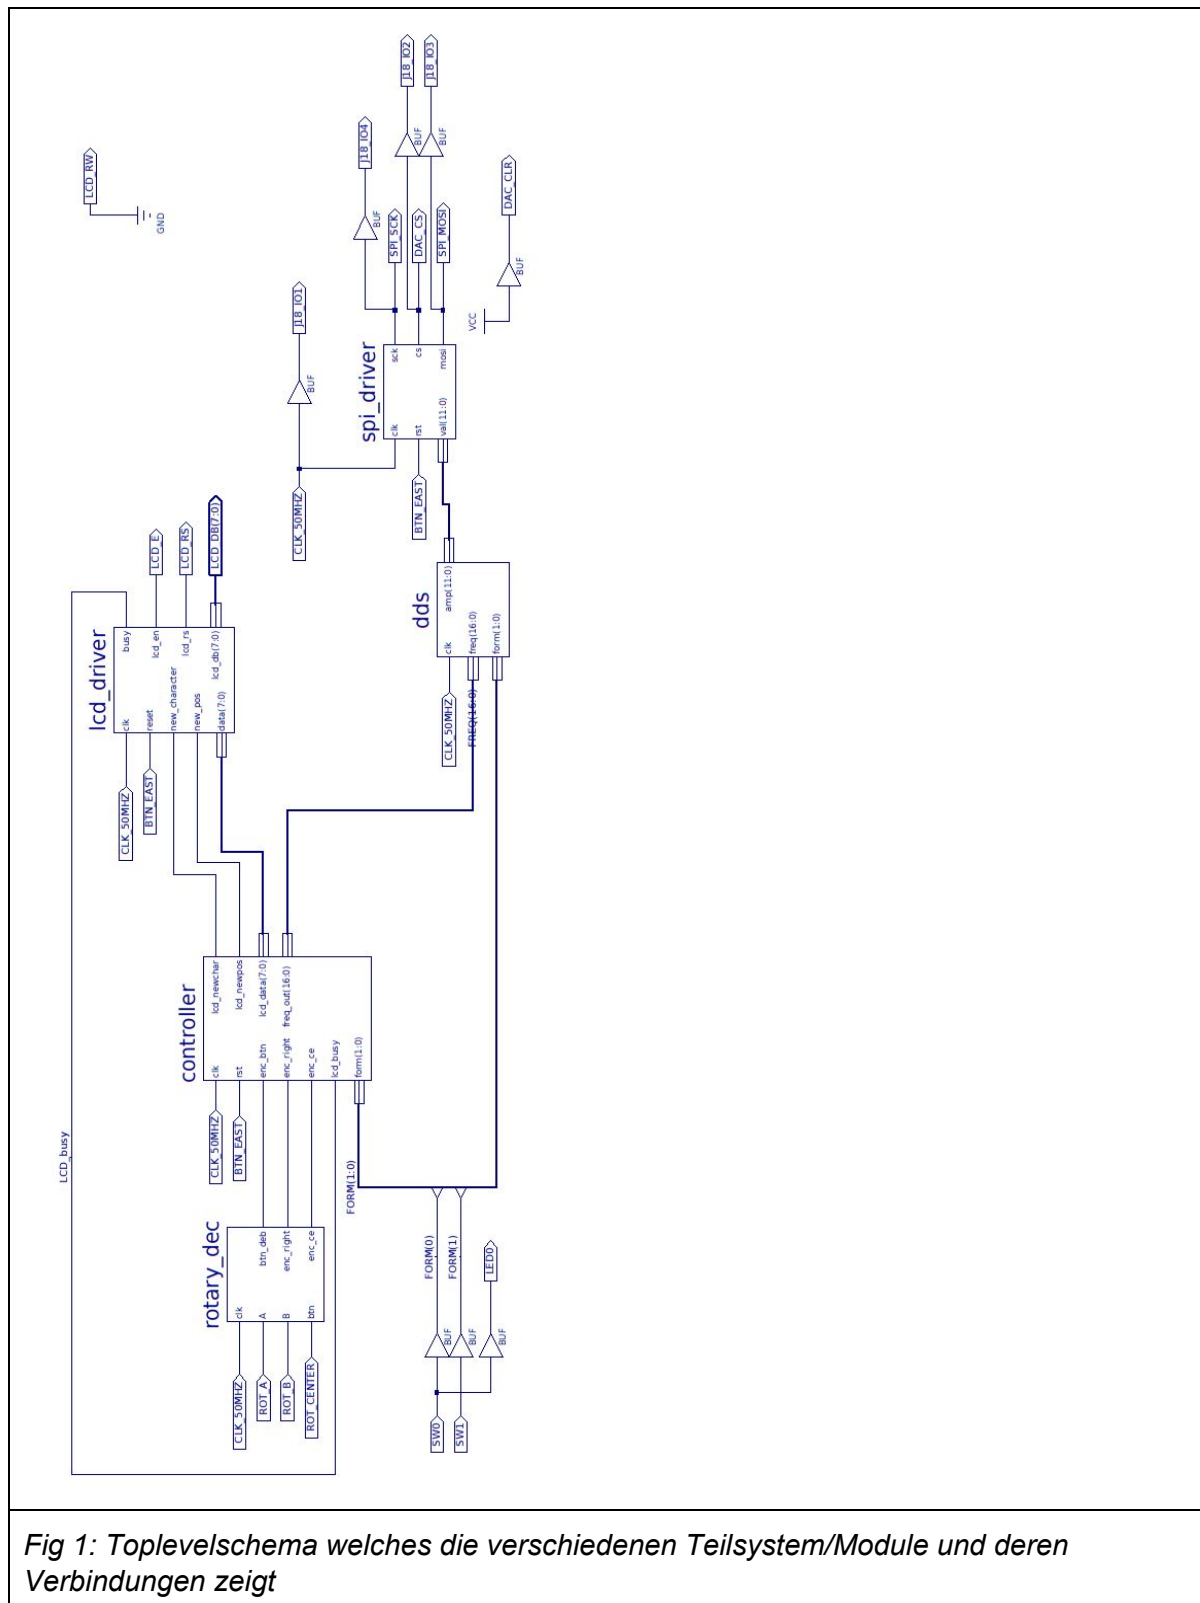 LCD_busy
CLK_50MHZ
ROT_A
ROT_B
ROT_CENTER
rotary_dec
clk
A
B
btn
btn_deb
enc_right
enc_ce
SW0
SW1
BUF
BUF
BUF
FORM(0)
FORM(1)
LED0
FORM(1:0)
CLK_50MHZ
BTN_EAST
controller
clk
rst
enc_btn
enc_right
enc_ce
lcd_busy
form(1:0)
lcd_newchar
lcd_newpos
lcd_data(7:0)
freq_out(16:0)
CLK_50MHZ
BTN_EAST
lcd_driver
clk
reset
new_character
new_pos
data(7:0)
busy
lcd_en
lcd_rs
lcd_db(7:0)
LCD_E
LCD_RS
LCD_DB(7:0)
CLK_50MHZ
FREQ(16:0)
dds
clk
freq(16:0)
form(1:0)
amp(11:0)
CLK_50MHZ
BTN_EAST
BUF
J18_IO1
spi_driver
clk
rst
val(11:0)
sck
cs
mosi
SPI_SCK
DAC_CS
SPI_MOSI
BUF
J18_IO4
BUF
BUF
J18_IO2
J18_IO3
VCC
BUF
DAC_CLR
LCD_RW
GND
Fig 1: Toplevelschema welches die verschiedenen Teilsystem/Module und deren
Verbindungen zeigt